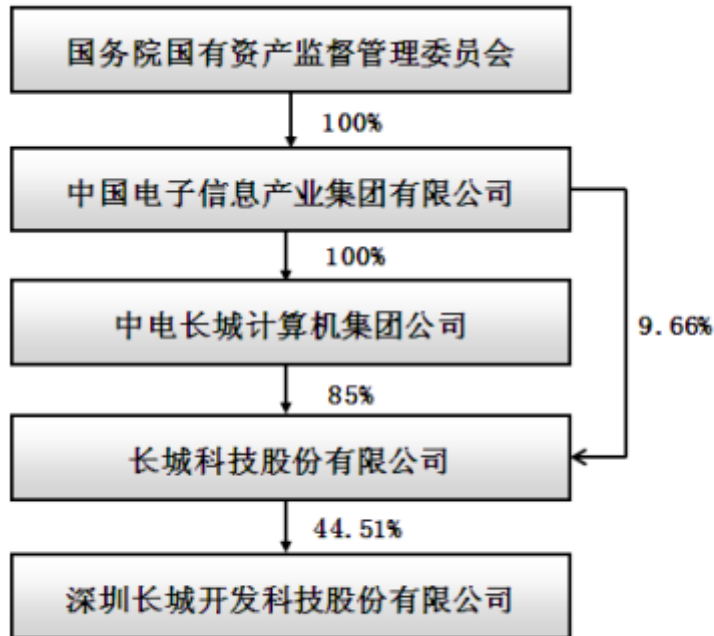 国务院国有资产监督管理委员会
100%
中国电子信息产业集团有限公司
100%
中电长城计算机集团公司
9.66%
85%
长城科技股份有限公司
44.51%
深圳长城开发科技股份有限公司